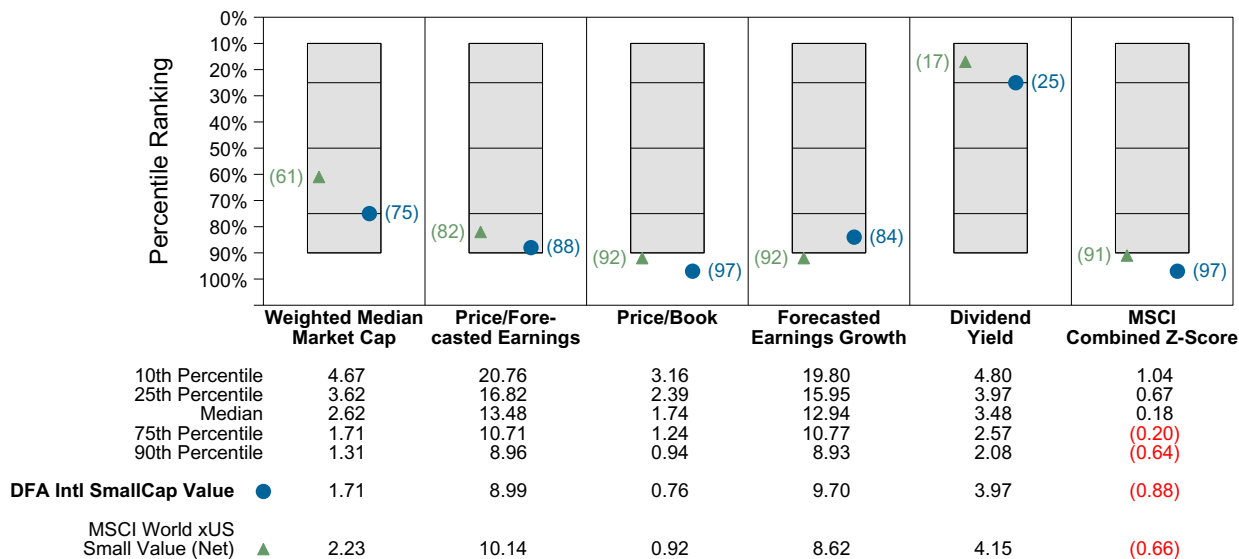 Percentile Ranking
0%
10%
20%
30%
40%
50%
60%
70%
80%
90%
100%
(61)
(75)
(82)
(88)
(92)
(97)
(92)
(84)
(17)
(25)
(91)
(97)
Weighted Median
Market Cap
Price/Fore-
casted Earnings
Price/Book
Forecasted
Earnings Growth
Dividend
Yield
MSCI
Combined Z-Score
10th Percentile 4.67 20.76 3.16 19.80 4.80 1.04
25th Percentile 3.62 16.82 2.39 15.95 3.97 0.67
Median 2.62 13.48 1.74 12.94 3.48 0.18
75th Percentile 1.71 10.71 1.24 10.77 2.57 (0.20)
90th Percentile 1.31 8.96 0.94 8.93 2.08 (0.64)
DFA Intl SmallCap Value 1.71 8.99 0.76 9.70 3.97 (0.88)
MSCI World xUS
Small Value (Net) 2.23 10.14 0.92 8.62 4.15 (0.66)